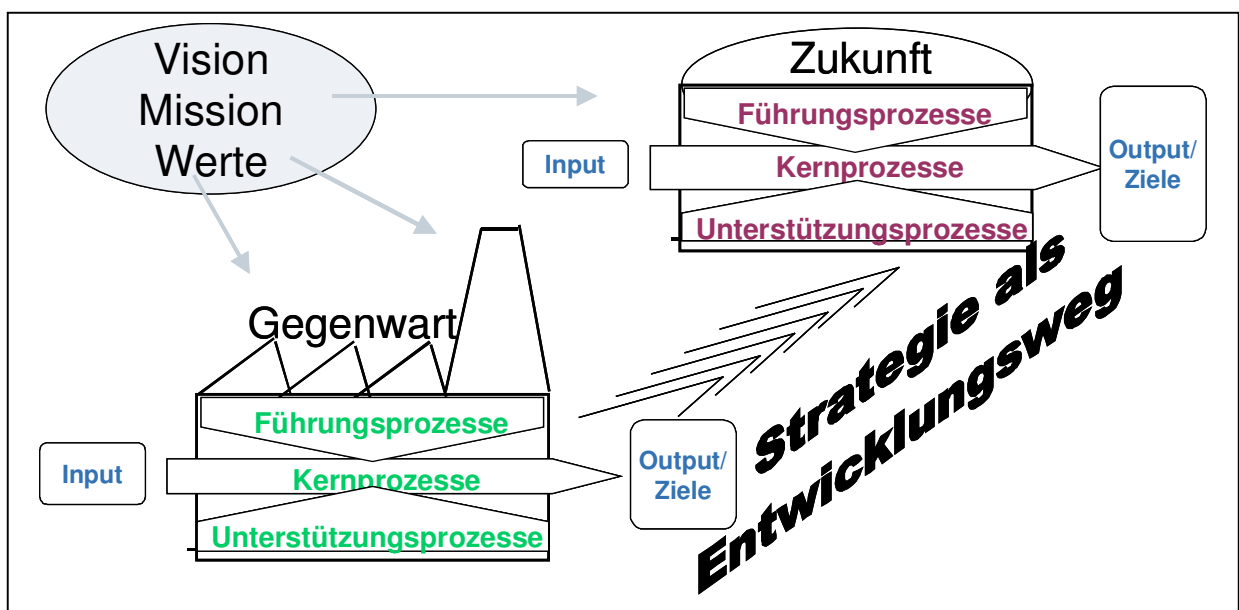 Vision
Mission
Werte
Zukunft
Führungsprozesse
Input
Kernprozesse
Output/
Ziele
Unterstützungsprozesse
Gegenwart
Führungsprozesse
Input
Kernprozesse
Output/
Ziele
Unterstützungsprozesse
Strategie als
Entwicklungsweg